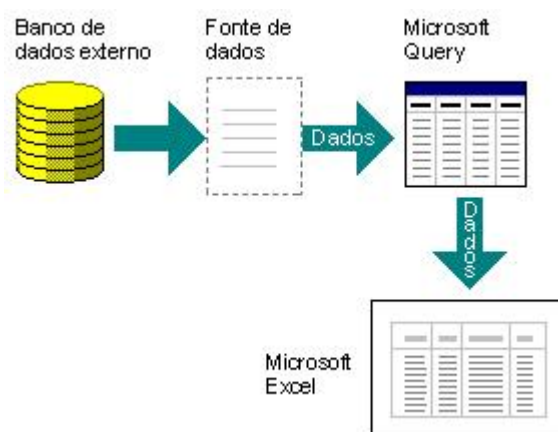 Banco de
dados externo
Fonte de
dados
Microsoft
Query
Dados
Dados
Microsoft
Excel